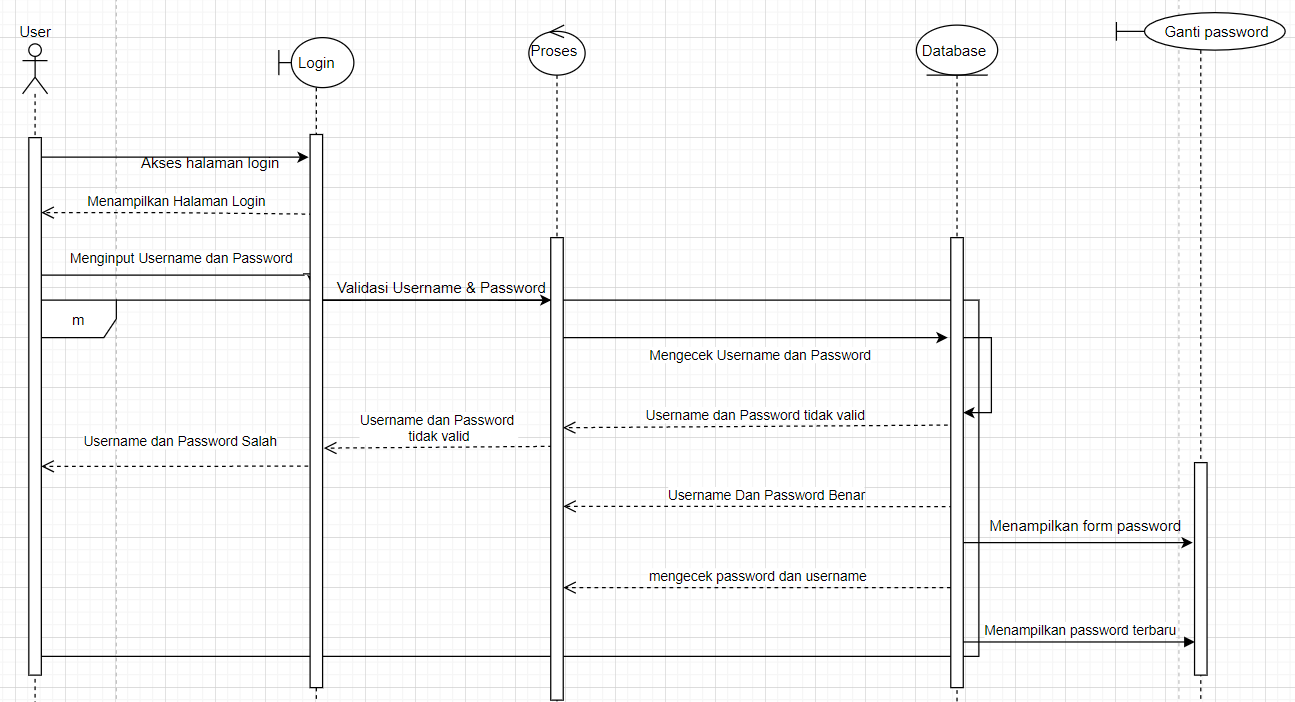 User
Login
Proses
Database
Ganti password
Akses halaman login
Menampilkan Halaman Login
Menginput Username dan Password
Validasi Username & Password
m
Mengecek Username dan Password
Username dan Password tidak valid
Username dan Password
tidak valid
Username dan Password Salah
Username Dan Password Benar
Menampilkan form password
mengecek password dan username
Menampilkan password terbaru